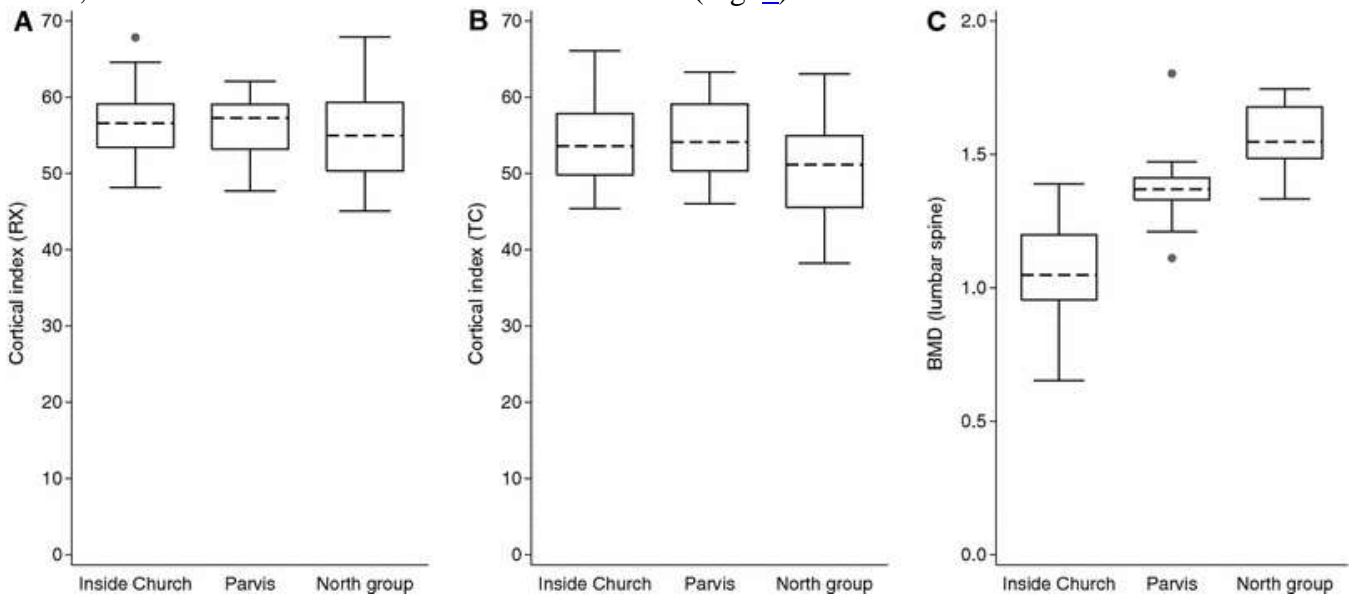 A
70
60
50
40
30
20
10
0
Cortical index (RX)
Inside Church Parvis North group
B
70
60
50
40
30
20
10
0
Cortical index (TC)
Inside Church Parvis North group
C
2.0
1.5
1.0
0.5
0.0
BMD (lumbar spine)
Inside Church Parvis North group